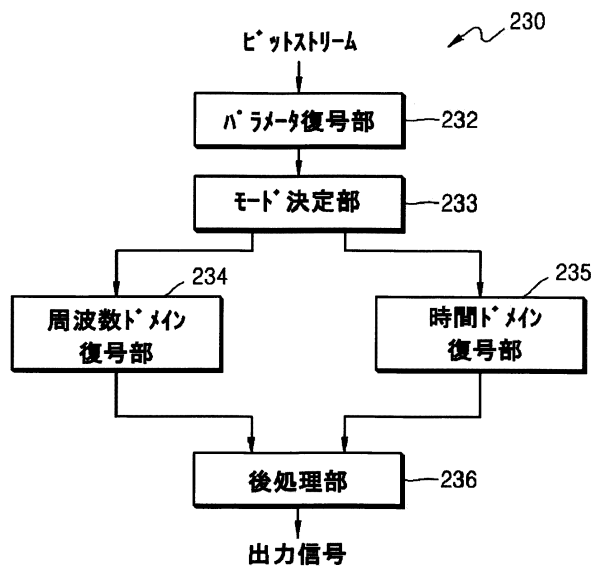 230
ﾋﾞｯﾄｽﾄﾘｰﾑ
ﾊﾟﾗﾒｰﾀ復号部
232
ﾓｰﾄﾞ決定部
233
234
周波数ﾄﾞﾒｲﾝ
復号部
235
時間ﾄﾞﾒｲﾝ
復号部
後処理部
236
出力信号